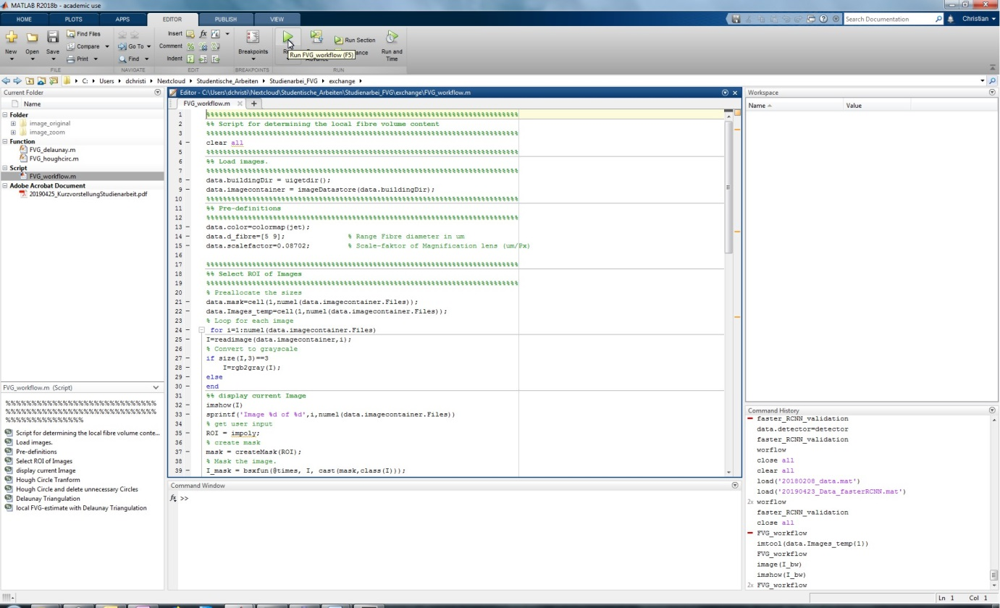 MATLAB R2018b - academic use
HOME PLOTS APPS EDITOR PUBLISH VIEW
Search Documentation
Christian
New
Open
Save
Find Files
Compare
Print
Go To
Find
Insert
Comment
Indent
Breakpoints
Run Section
Run and
Time
Run FVG_workflow (F5)
FILE NAVIGATE EDIT BREAKPOINTS RUN
C: Users dchristi Nextcloud Studentische_Arbeiten Studienarbei_FVG exchange
Current Folder
Name
Folder
image_original
image_zoom
Function
FVG_delaunay.m
FVG_houghcirc.m
Script
FVG_workflow.m
Adobe Acrobat Document
20190425_KurzvorstellungStudienarbeit.pdf
FVG_workflow.m (Script)
Script for determining the local fibre volume conte...
Load images.
Pre-definitions
Select ROI of Images
display current Image
Hough Circle Tranform
Hough Circle and delete unnecessary Circles
Delaunay Triangulation
local FVG-estimate with Delaunay Triangulation
Editor - C:\Users\dchristi\Nextcloud\Studentische_Arbeiten\Studienarbei_FVG\exchange\FVG_workflow.m
FVG_workflow.m
1
2 %% Script for determining the local fibre volume content
3
4 clear all
5
6 %% Load images.
7
8 data.buildingDir = uigetdir();
9 data.imagecontainer = imageDatastore(data.buildingDir);
10
11 %% Pre-definitions
12
13 data.color=colormap(jet);
14 data.d_fibre=[5 9]; % Range Fibre diameter in um
15 data.scalefactor=0.08702; % Scale-faktor of Magnification lens (um/Px)
16
17
18 %% Select ROI of Images
19
20 % Preallocate the sizes
21 data.mask=cell(1,numel(data.imagecontainer.Files));
22 data.Images_temp=cell(1,numel(data.imagecontainer.Files));
23 % Loop for each image
24 for i=1:numel(data.imagecontainer.Files)
25 I=readimage(data.imagecontainer,i);
26 % Convert to grayscale
27 if size(I,3)==3
28 I=rgb2gray(I);
29 else
30 end
31 %% display current Image
32 imshow(I)
33 sprintf('Image %d of %d',i,numel(data.imagecontainer.Files))
34 % get user input
35 ROI = impoly;
36 % create mask
37 mask = createMask(ROI);
38 % Mask the image.
39 I_mask = bsxfun(@times, I, cast(mask,class(I)));
Command Window
fx >>
Workspace
Name Value
Command History
faster_RCNN_validation
data.detector=detector
faster_RCNN_validation
worflow
close all
clear all
load('20180208_data.mat')
load('20190423_Data_fasterRCNN.mat')
2x worflow
faster_RCNN_validation
close all
FVG_workflow
imtool(data.Images_temp{1})
FVG_workflow
image(I_bw)
imshow(I_bw)
2x FVG_workflow
Ln 1 Col 1